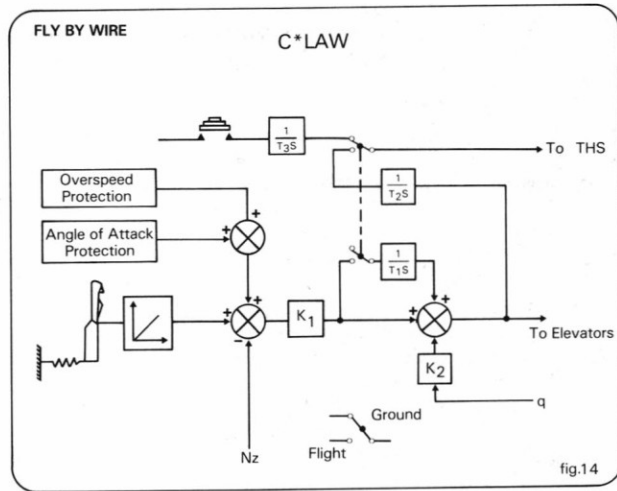 FLY BY WIRE
C*LAW
1
T3S
To THS
Overspeed
Protection
1
T2S
+
Angle of Attack
Protection
+
1
T1S
+
+
+
+
K1
+
−
To Elevators
K2
q
Ground
Flight
Nz
fig.14